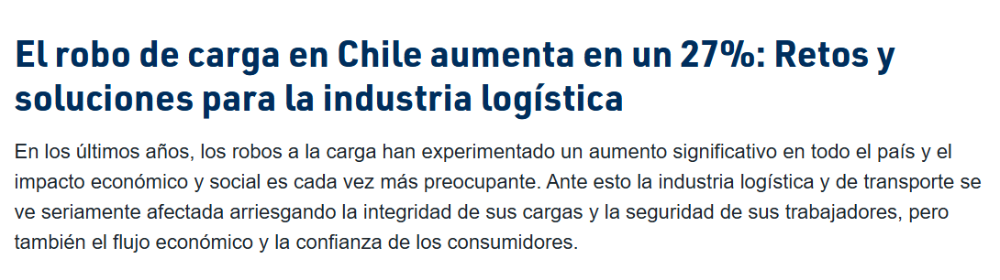 El robo de carga en Chile aumenta en un 27%: Retos y
soluciones para la industria logística
En los últimos años, los robos a la carga han experimentado un aumento significativo en todo el país y el
impacto económico y social es cada vez más preocupante. Ante esto la industria logística y de transporte se
ve seriamente afectada arriesgando la integridad de sus cargas y la seguridad de sus trabajadores, pero
también el flujo económico y la confianza de los consumidores.